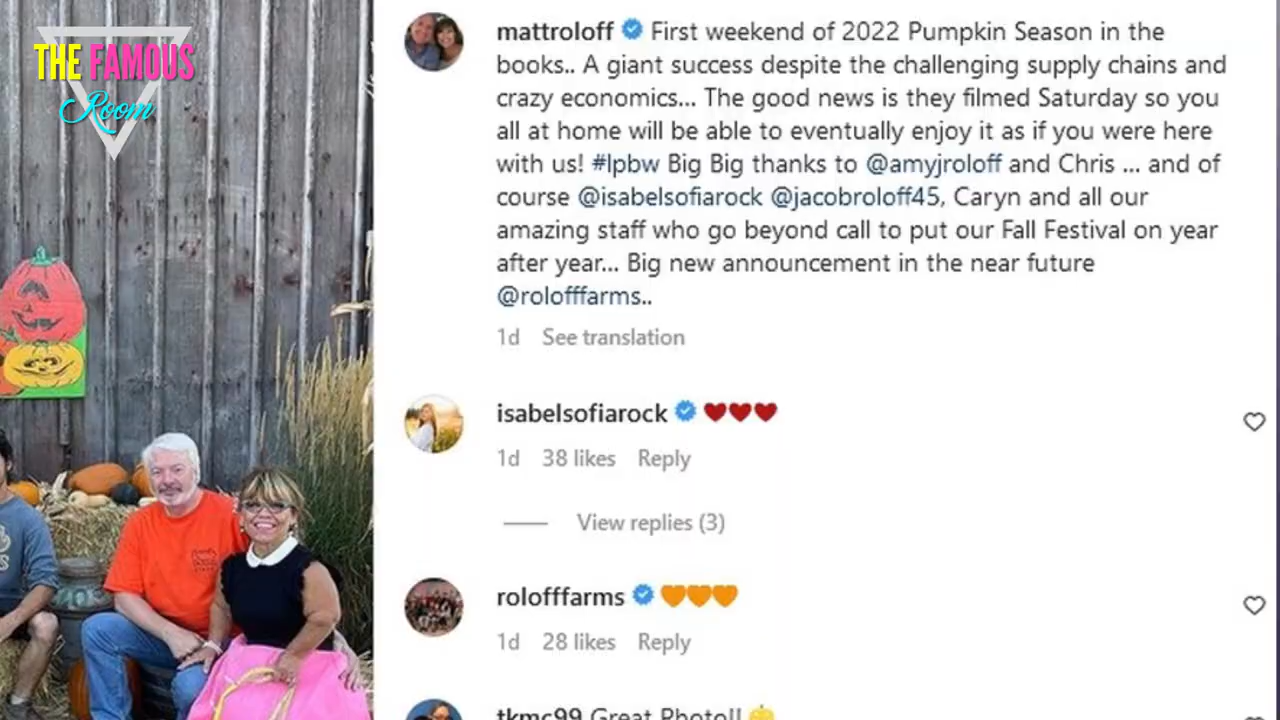 THE FAMOUS
Room
mattroloff First weekend of 2022 Pumpkin Season in the
books.. A giant success despite the challenging supply chains and
crazy economics... The good news is they filmed Saturday so you
all at home will be able to eventually enjoy it as if you were here
with us! #lpbw Big Big thanks to @amyjroloff and Chris ... and of
course @isabelsofiarock @jacobroloff45, Caryn and all our
amazing staff who go beyond call to put our Fall Festival on year
after year... Big new announcement in the near future
@rolofffarms..
1d See translation
isabelsofiarock ❤❤❤
1d 38 likes Reply
View replies (3)
rolofffarms 🧡🧡🧡
1d 28 likes Reply
tkmc99 Great Photo!! 🎃